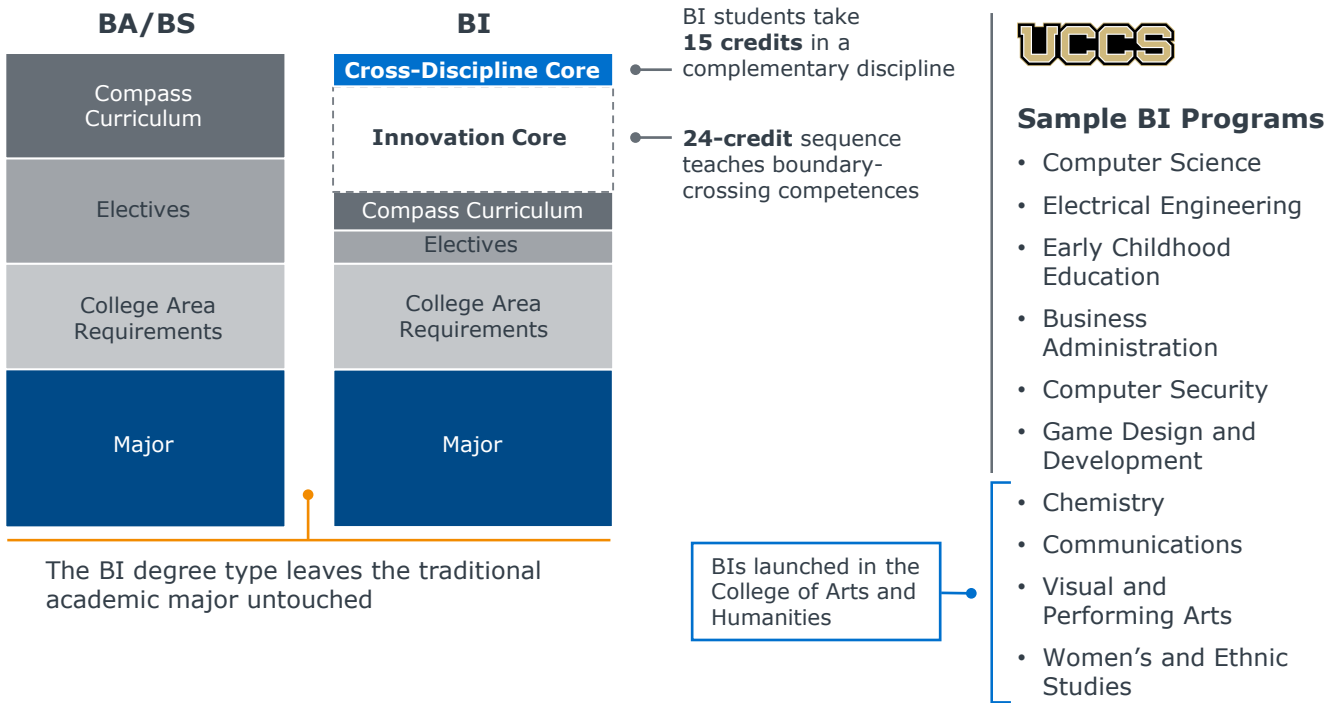 BA/BS
Compass
Curriculum
Electives
College Area
Requirements
Major
BI
Cross-Discipline Core
Innovation Core
Compass Curriculum
Electives
College Area
Requirements
Major
BI students take
15 credits in a
complementary discipline
24-credit sequence
teaches boundary-
crossing competences
The BI degree type leaves the traditional
academic major untouched
BIs launched in the
College of Arts and
Humanities
UCCS
Sample BI Programs
• Computer Science
• Electrical Engineering
• Early Childhood
Education
• Business
Administration
• Computer Security
• Game Design and
Development
• Chemistry
• Communications
• Visual and
Performing Arts
• Women's and Ethnic
Studies